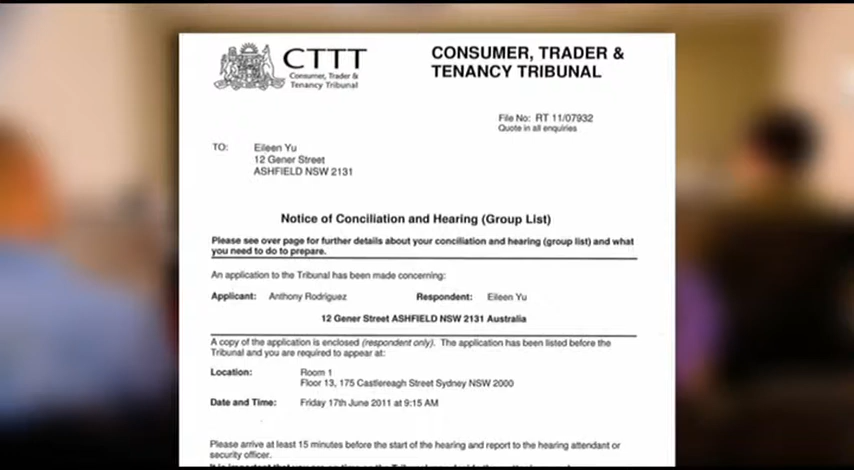 CTTT
Consumer, Trader &
Tenancy Tribunal
CONSUMER, TRADER &
TENANCY TRIBUNAL
File No: RT 11/07932
Quote in all enquiries
TO: Eileen Yu
12 Gener Street
ASHFIELD NSW 2131
Notice of Conciliation and Hearing (Group List)
Please see over page for further details about your conciliation and hearing (group list) and what
you need to do to prepare.
An application to the Tribunal has been made concerning:
Applicant: Anthony Rodriguez Respondent: Eileen Yu
12 Gener Street ASHFIELD NSW 2131 Australia
A copy of the application is enclosed (respondent only). The application has been listed before the
Tribunal and you are required to appear at:
Location: Room 1
Floor 13, 175 Castlereagh Street Sydney NSW 2000
Date and Time: Friday 17th June 2011 at 9:15 AM
Please arrive at least 15 minutes before the start of the hearing and report to the hearing attendant or
security officer.